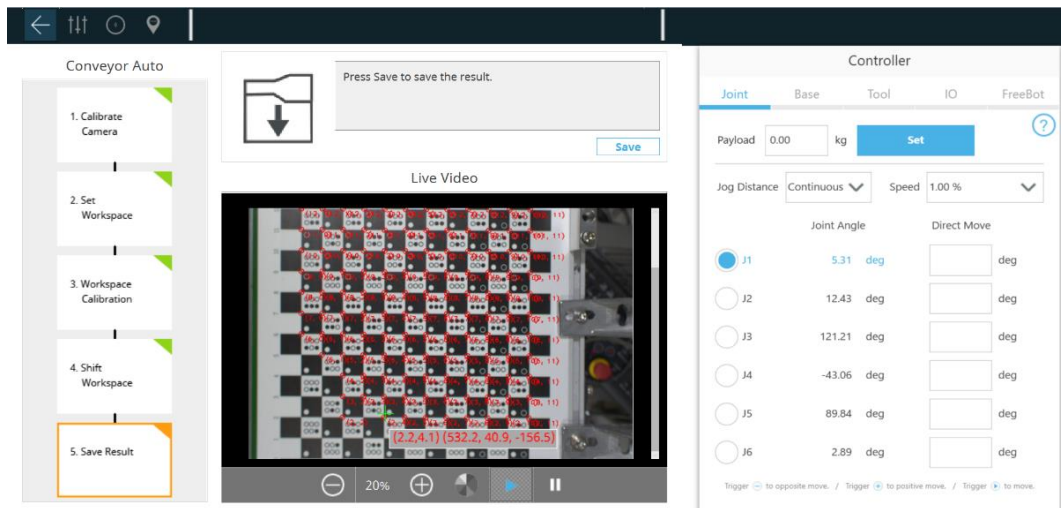 Conveyor Auto
1. Calibrate
Camera
2. Set
Workspace
3. Workspace
Calibration
4. Shift
Workspace
5. Save Result
Press Save to save the result.
Save
Live Video
(2.2,4.1) (532.2, 40.9, -156.5)
20%
Controller
Joint Base Tool IO FreeBot
?
Payload 0.00 kg Set
Jog Distance Continuous Speed 1.00 %
Joint Angle Direct Move
J1 5.31 deg deg
J2 12.43 deg deg
J3 121.21 deg deg
J4 -43.06 deg deg
J5 89.84 deg deg
J6 2.89 deg deg
Trigger to opposite move. / Trigger to positive move. / Trigger to move.